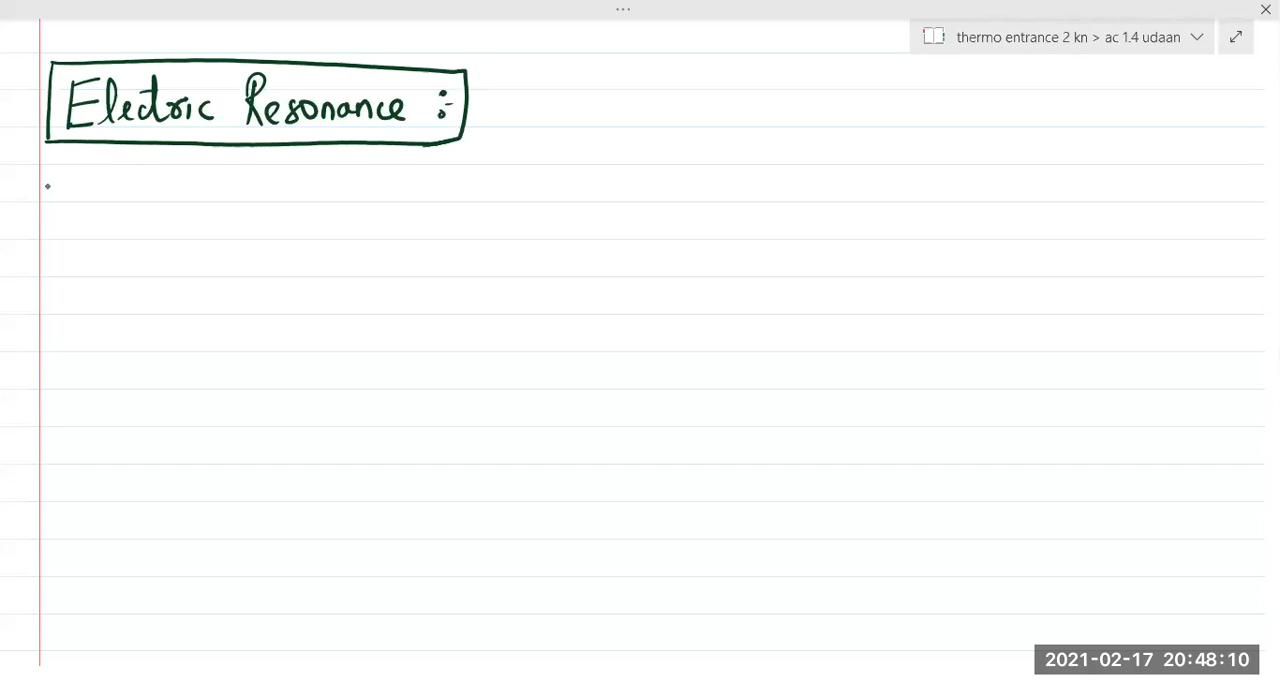 ...
thermo entrance 2 kn > ac 1.4 udaan
Electric Resonance :-
2021-02-17 20:48:10